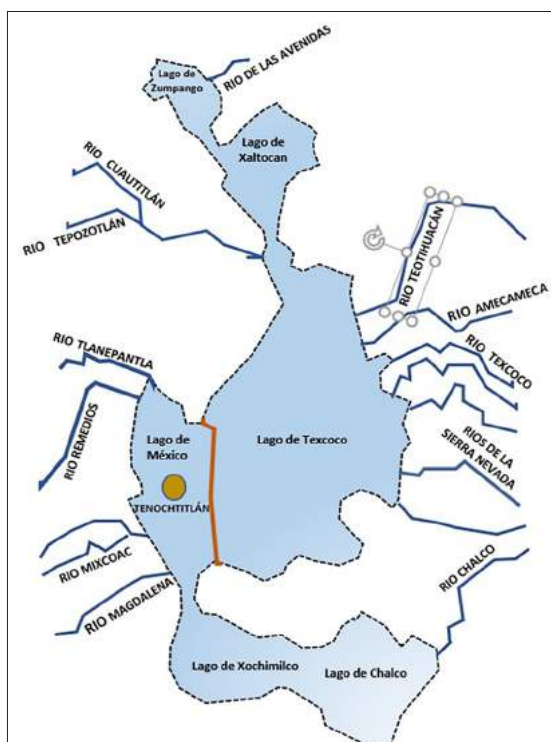 Lago de
Zumpango
RIO DE LAS AVENIDAS
Lago de
Xaltocan
RIO CUAUTITLÁN
RIO TEPOZOTLÁN
RIO TEOTIHUACÁN
RIO AMECAMECA
RIO TLANEPANTLA
RIO TEXCOCO
RIO REMEDIOS
Lago de
México
Lago de Texcoco
RIOS DE LA
SIERRA NEVADA
TENOCHTITLÁN
RIO MIXCOAC
RIO CHALCO
RIO MAGDALENA
Lago de Xochimilco
Lago de Chalco